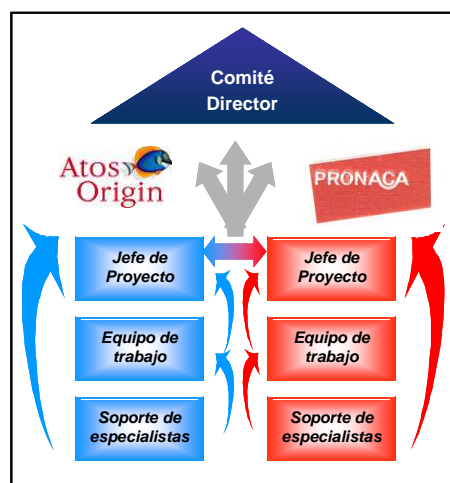 Comité
Director
Atos
Origin
PRONACA
Jefe de
Proyecto
Jefe de
Proyecto
Equipo de
trabajo
Equipo de
trabajo
Soporte de
especialistas
Soporte de
especialistas